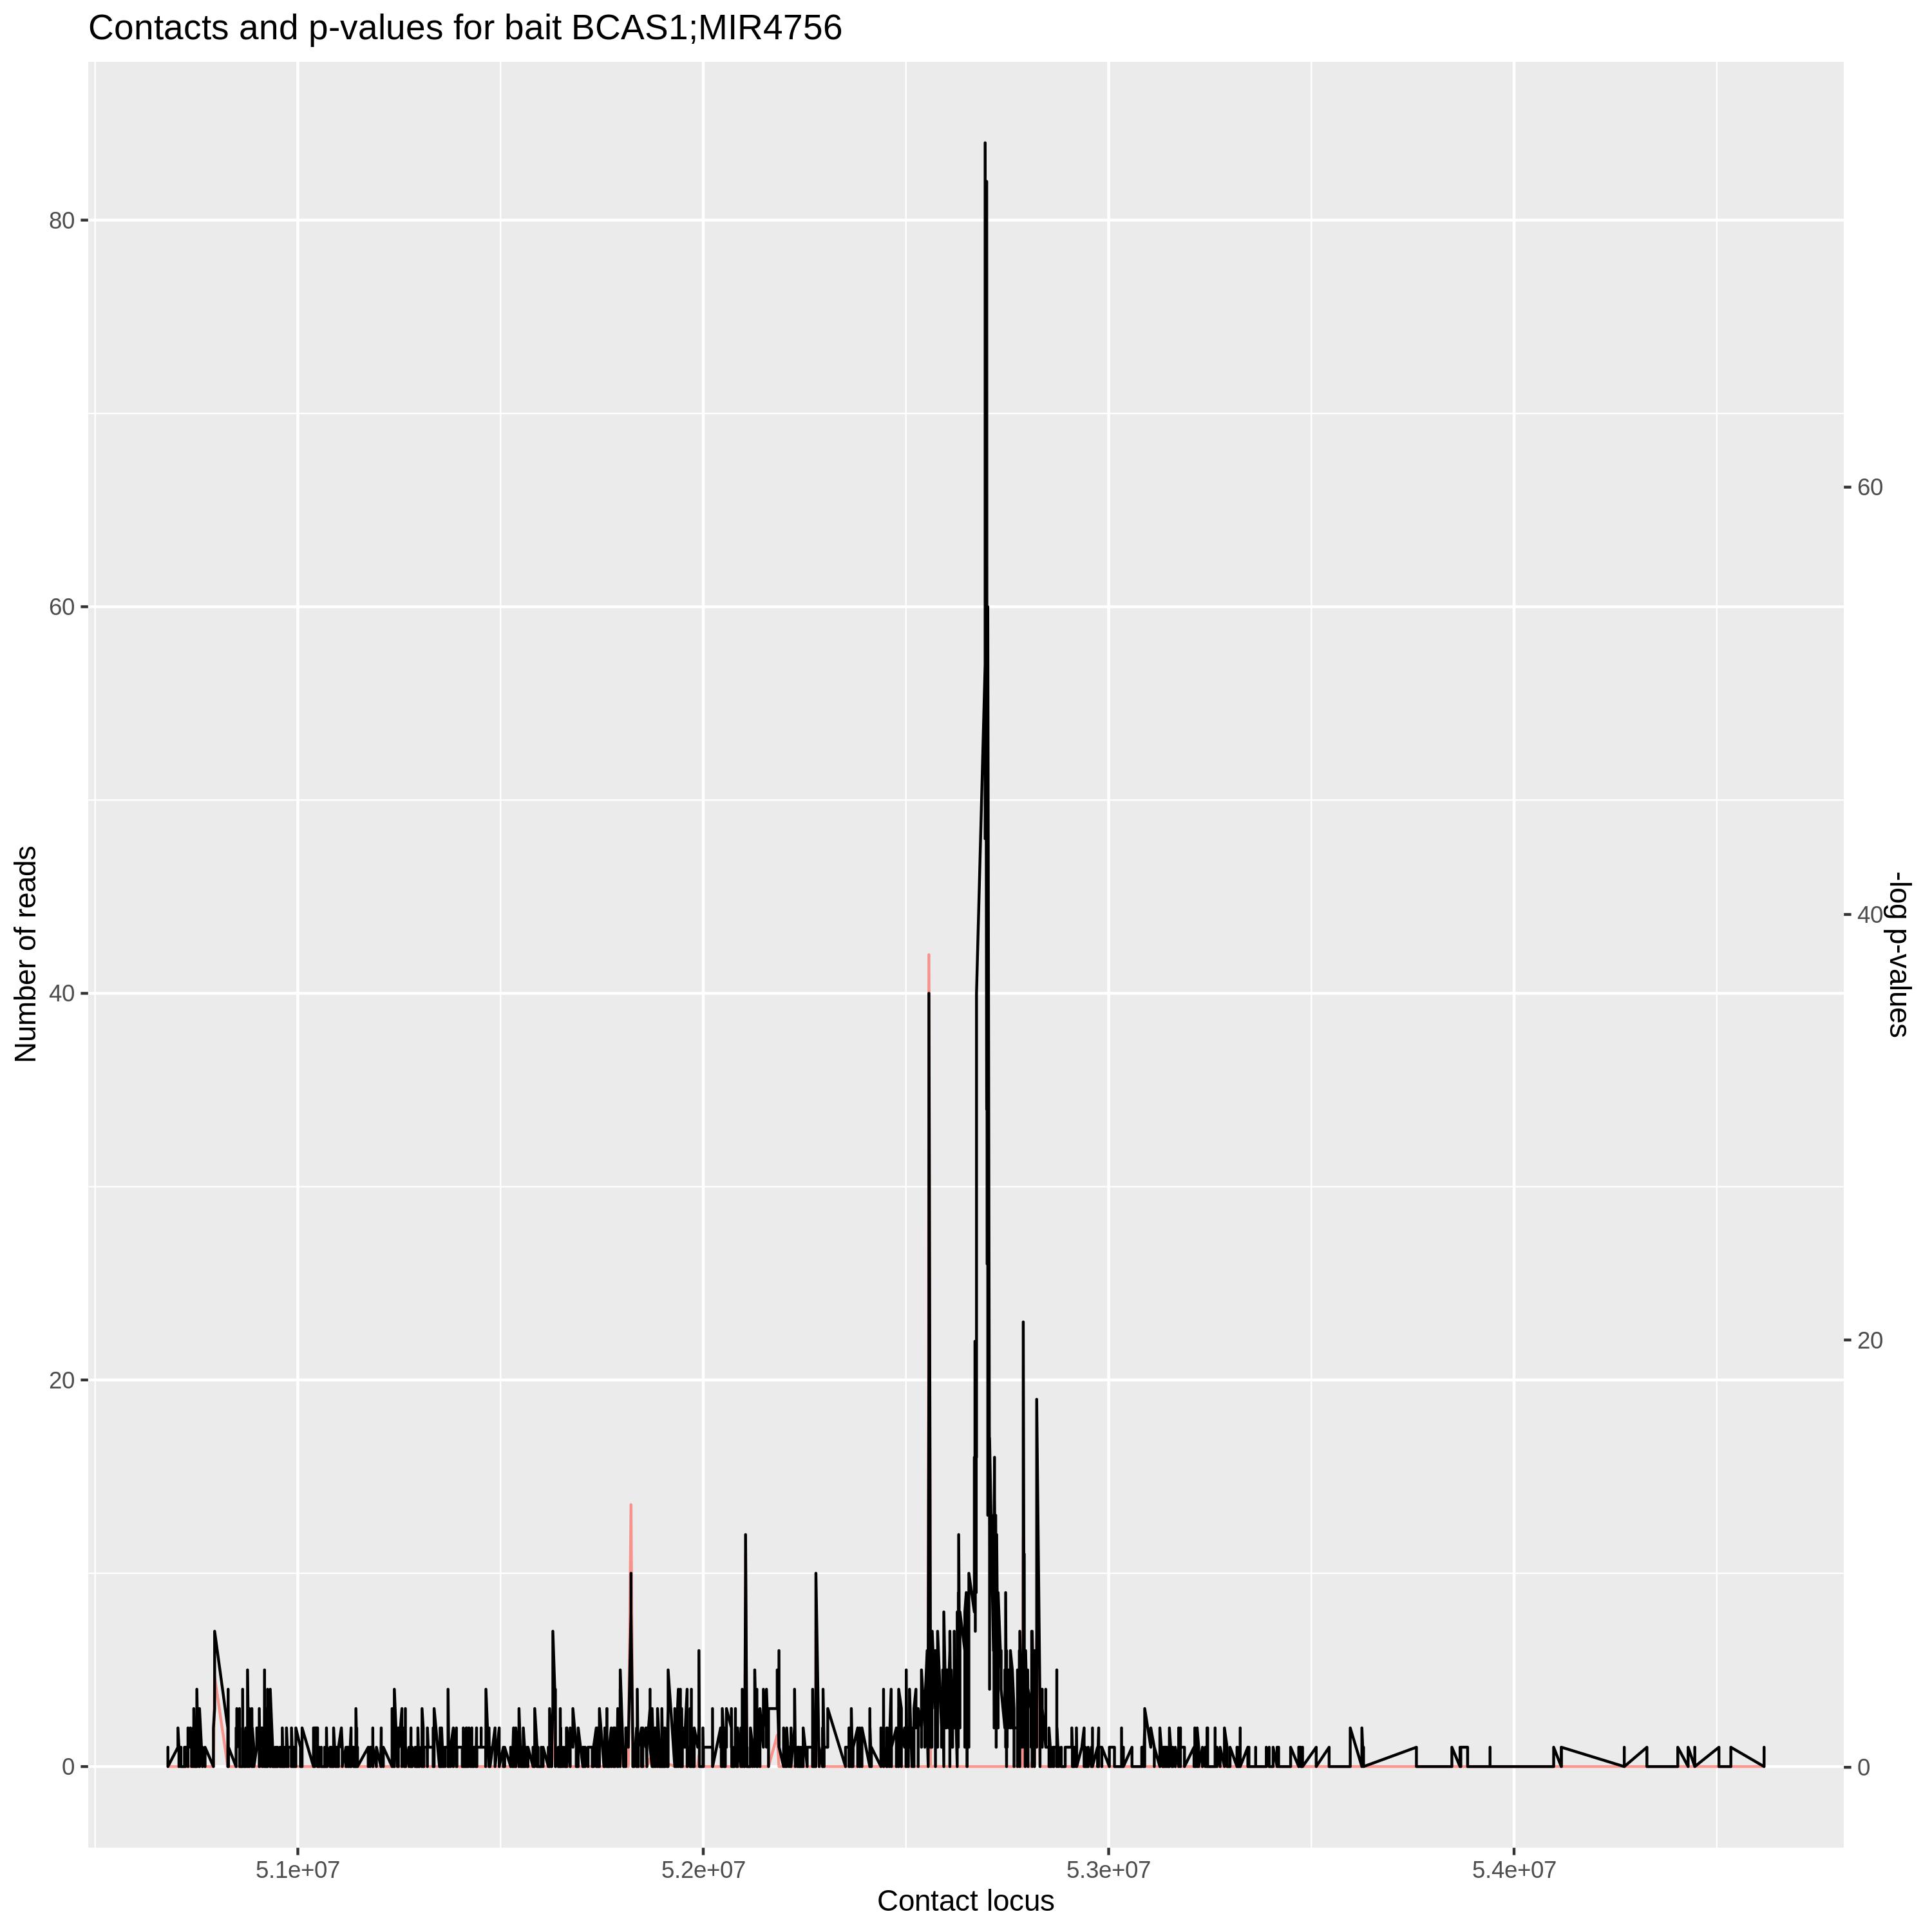 Contacts and p-values for bait BCAS1;MIR4756
80
60
40
20
0
Number of reads
60
40
20
0
-log p-values
5.1e+07
5.2e+07
5.3e+07
5.4e+07
Contact locus